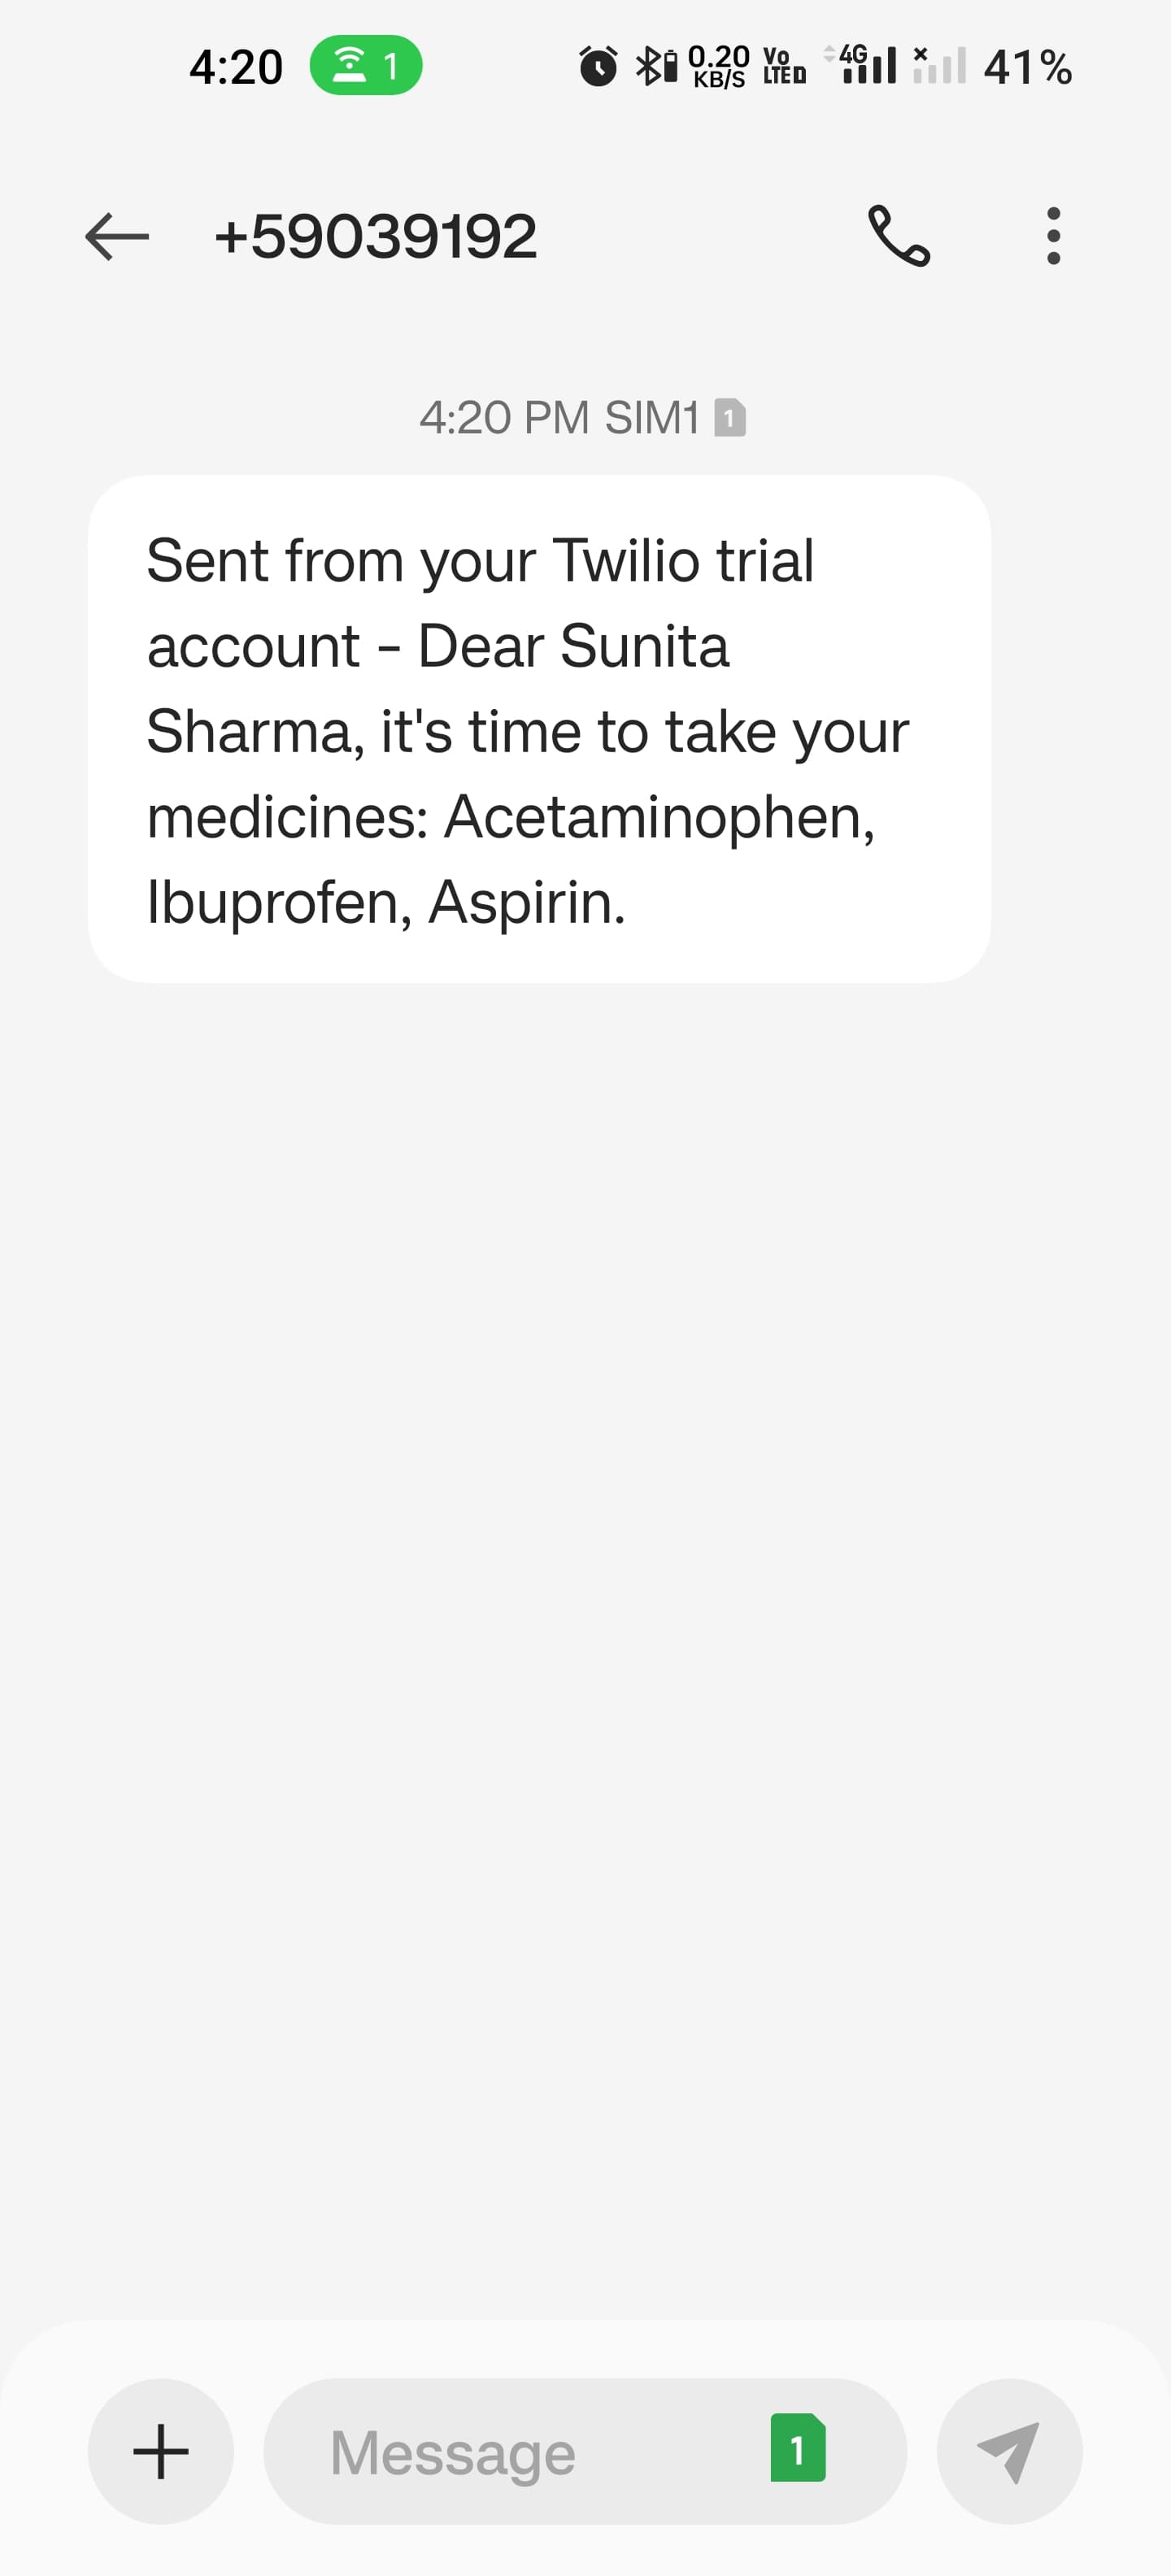 4:20 1 0.20 KB/S Vo LTE D 4G 41%
+59039192
4:20 PM SIM1 1
Sent from your Twilio trial
account - Dear Sunita
Sharma, it's time to take your
medicines: Acetaminophen,
Ibuprofen, Aspirin.
Message 1